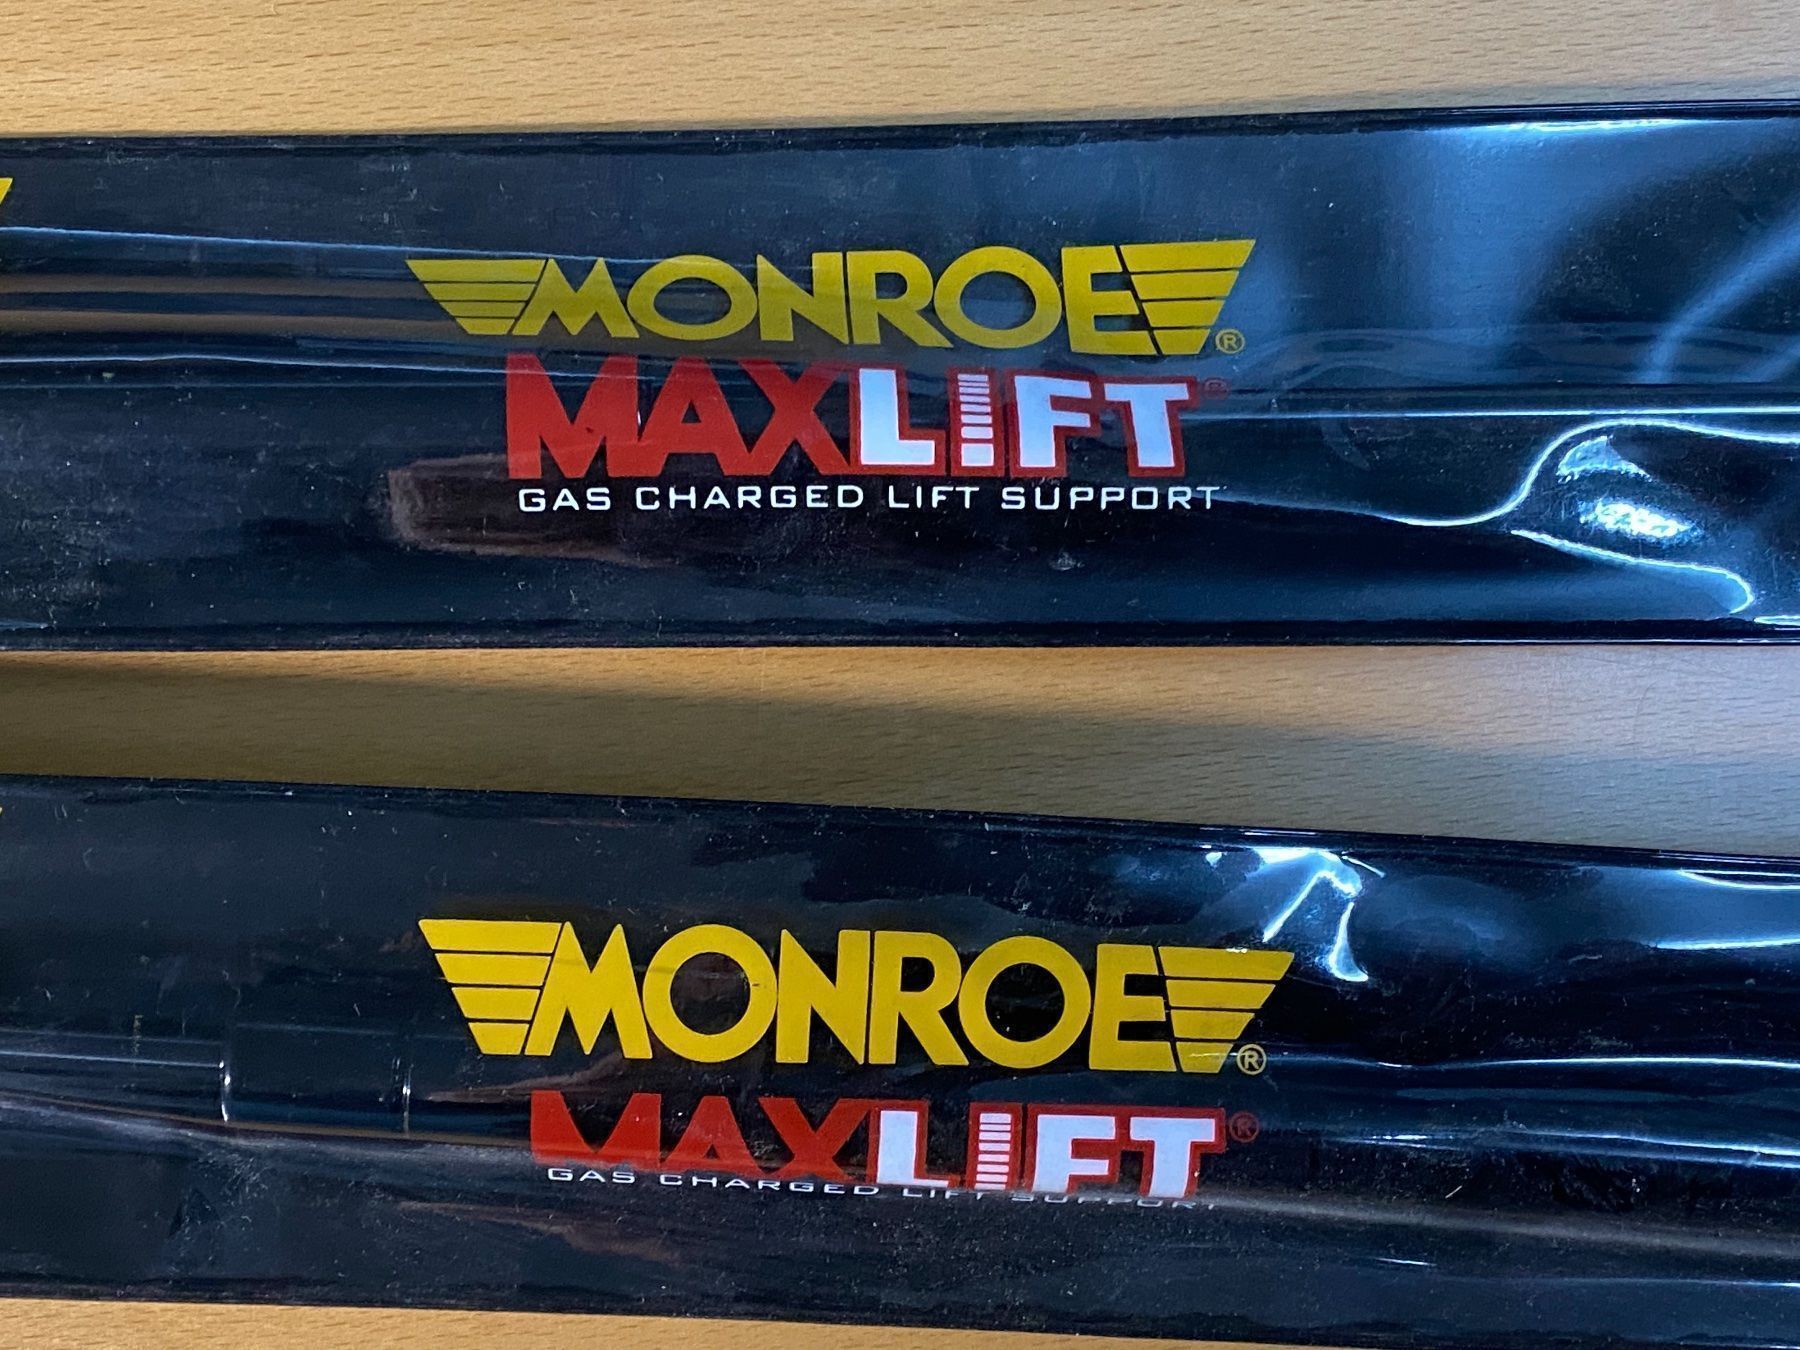 MONROE®
MAXLIFT®
GAS CHARGED LIFT SUPPORT
MONROE®
MAXLIFT®
GAS CHARGED LIFT SUPPORT